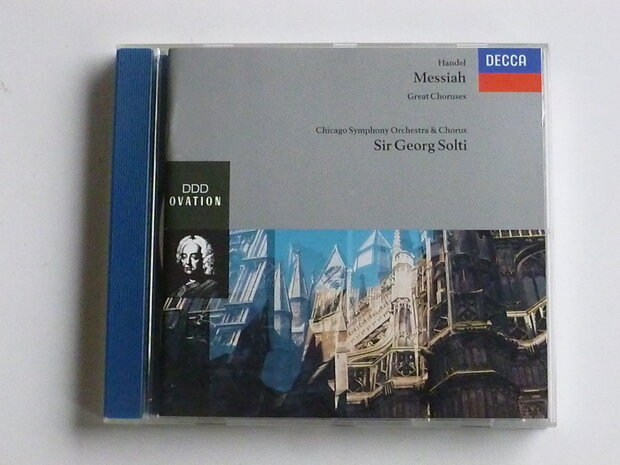 Handel
DECCA
Messiah
Great Choruses
Chicago Symphony Orchestra & Chorus
Sir Georg Solti
DDD
OVATION